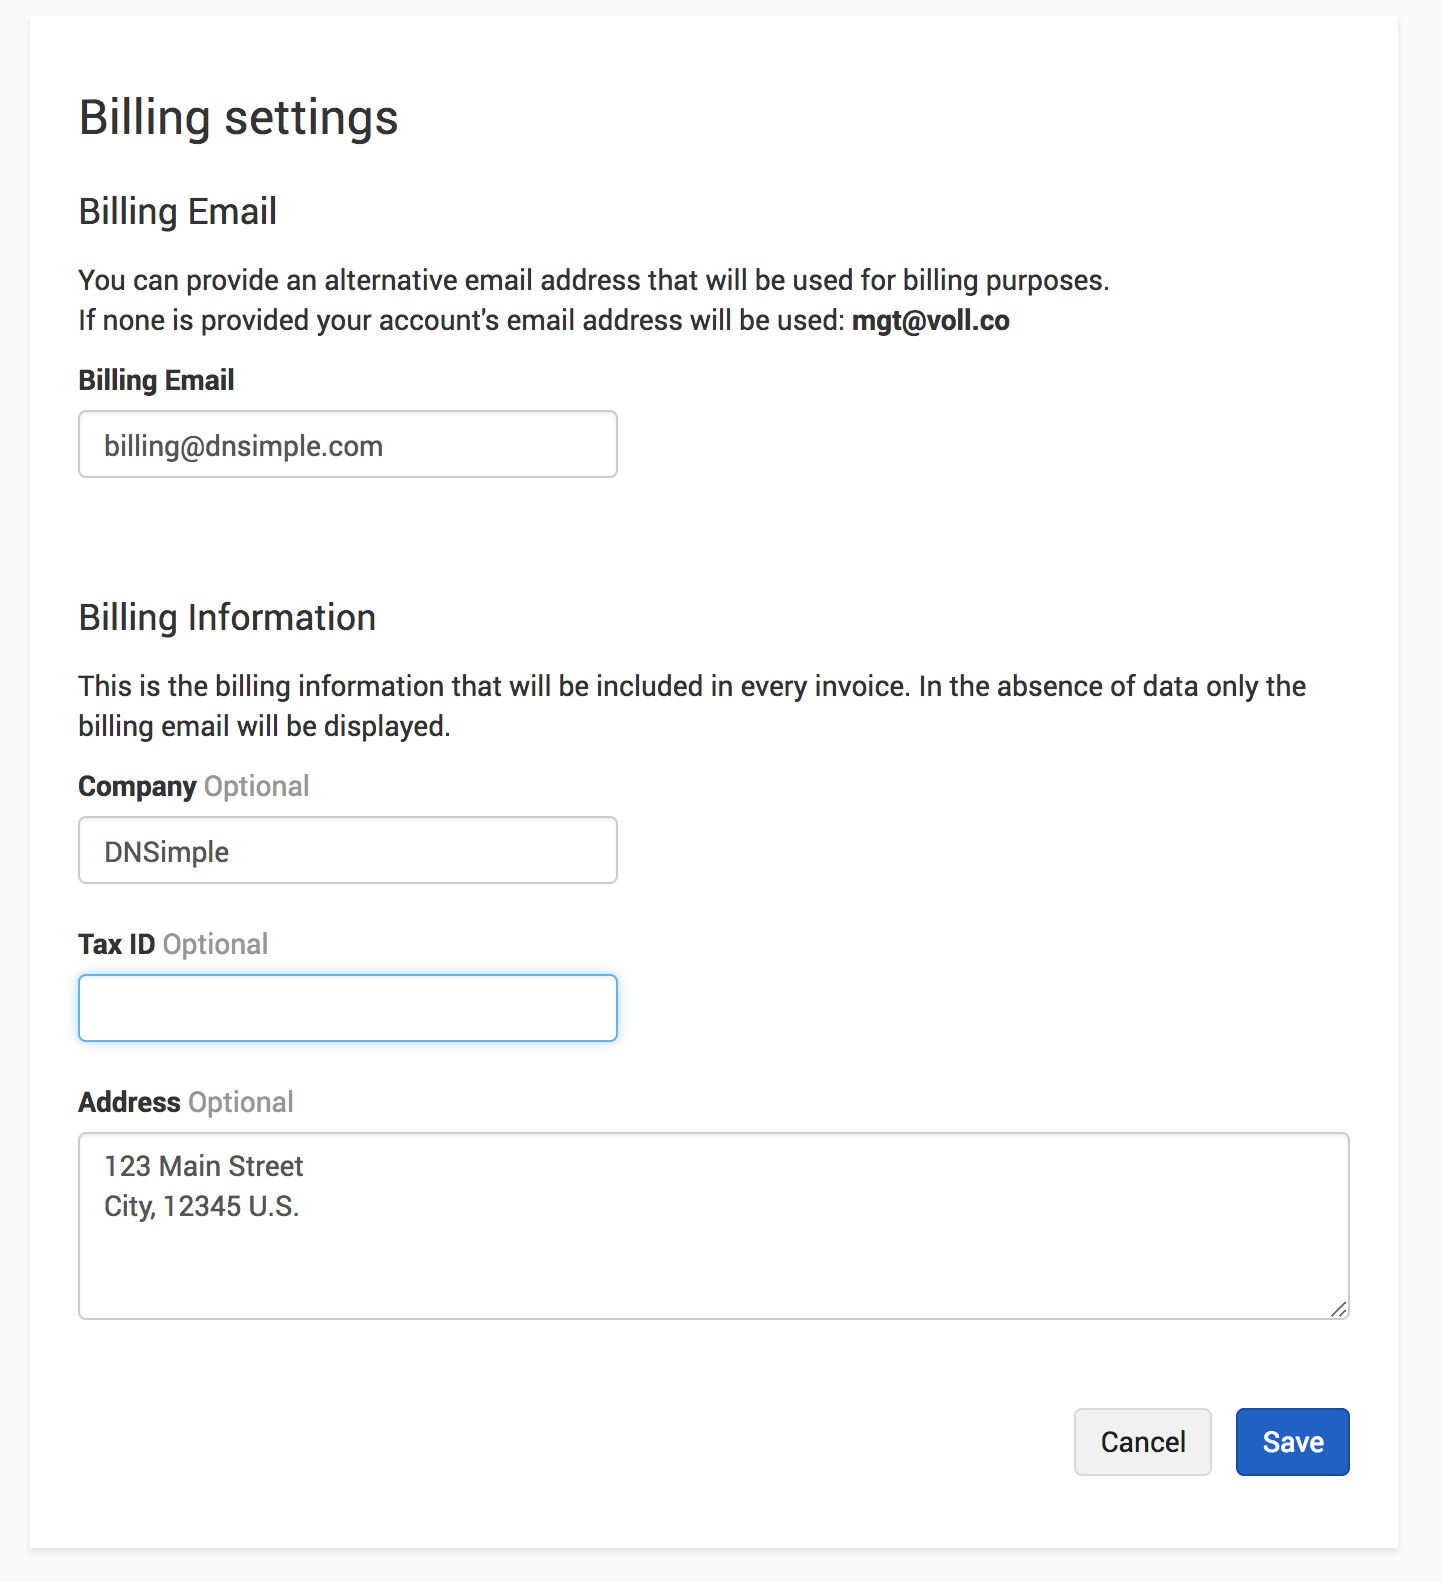 Billing settings
Billing Email
You can provide an alternative email address that will be used for billing purposes.
If none is provided your account's email address will be used: mgt@voll.co
Billing Email
billing@dnsimple.com
Billing Information
This is the billing information that will be included in every invoice. In the absence of data only the
billing email will be displayed.
Company Optional
DNSimple
Tax ID Optional
Address Optional
123 Main Street
City, 12345 U.S.
Cancel Save